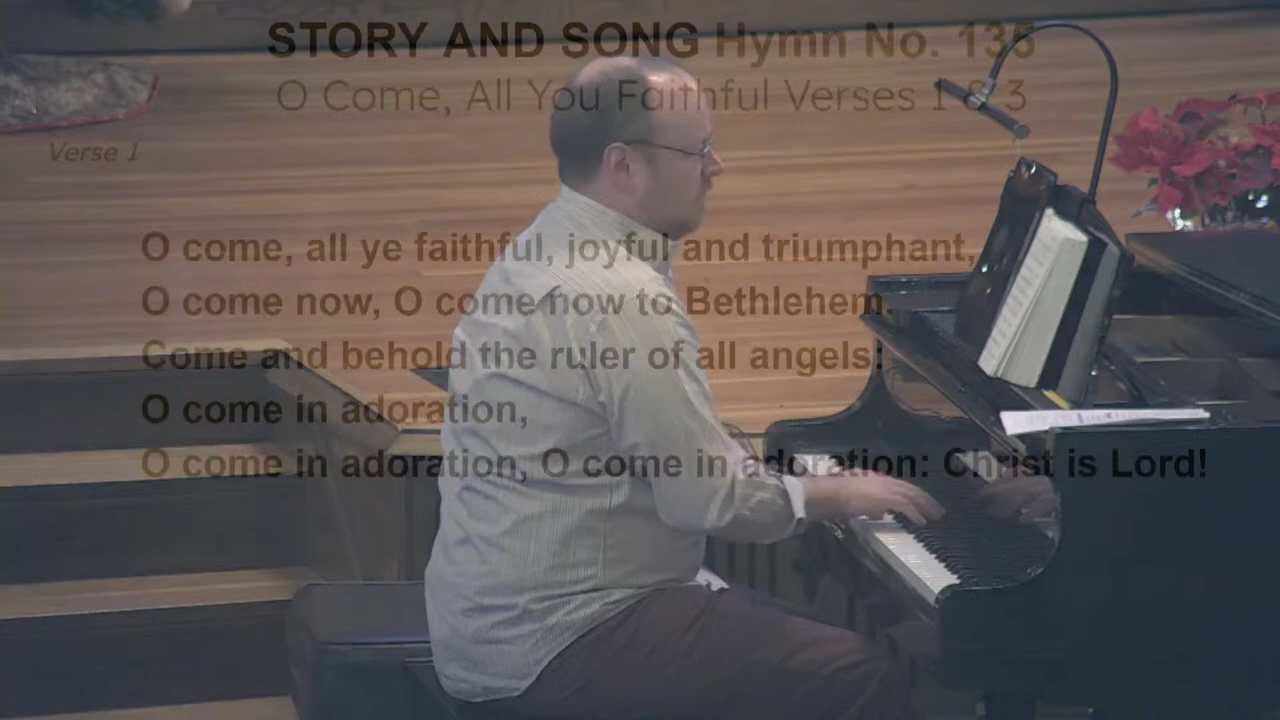 STORY AND SONG Hymn No. 135
O Come, All You Faithful Verses 1 & 3
Verse 1
O come, all ye faithful, joyful and triumphant,
O come now, O come now to Bethlehem.
Come and behold the ruler of all angels:
O come in adoration,
O come in adoration, O come in adoration: Christ is Lord!